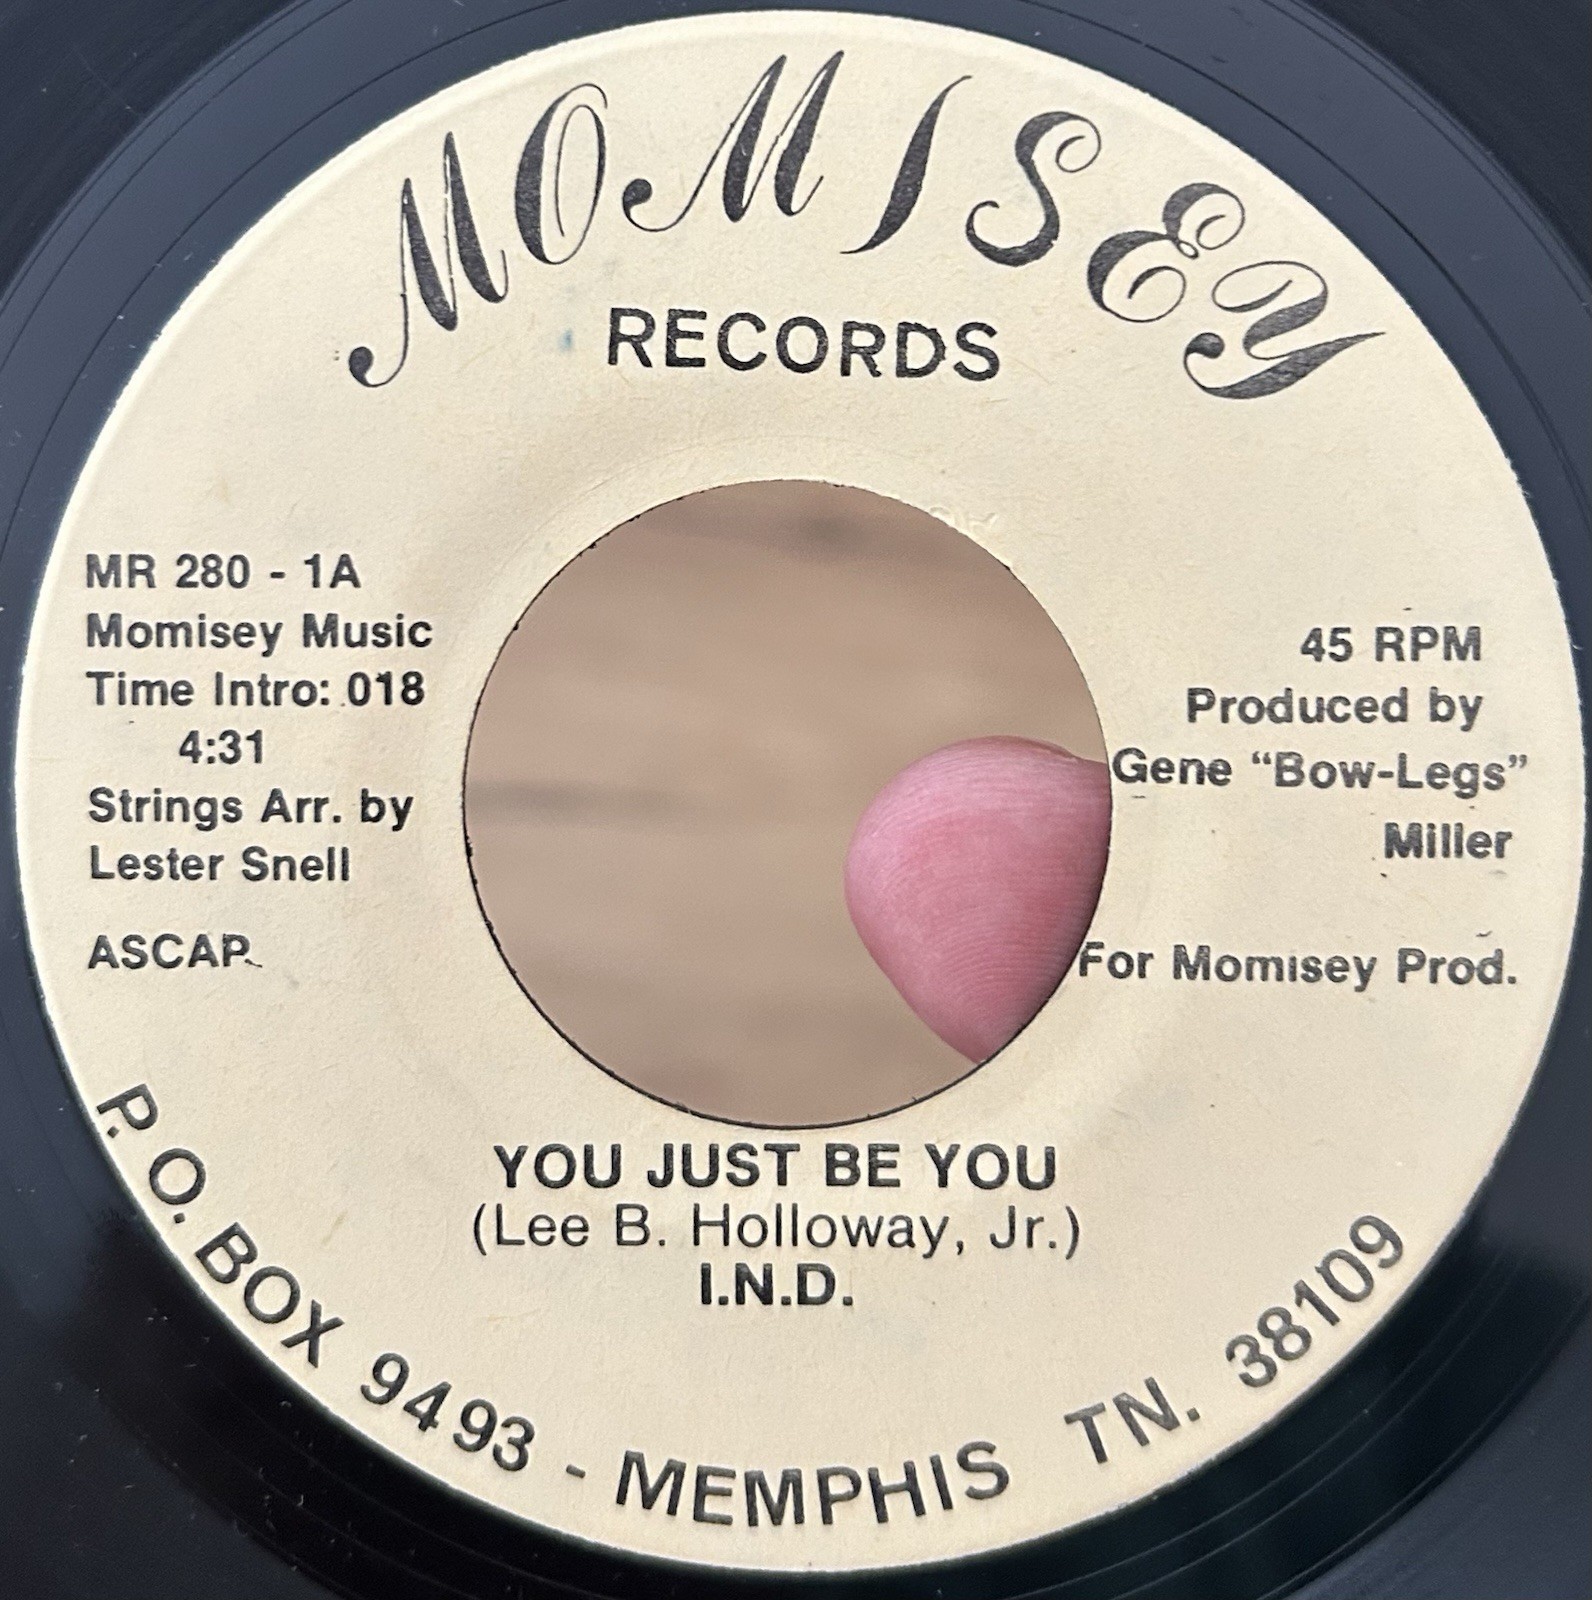 MOMISEY
RECORDS
MR 280 - 1A
Momisey Music
Time Intro: 018
4:31
Strings Arr. by
Lester Snell
ASCAP
45 RPM
Produced by
Gene “Bow-Legs”
Miller
For Momisey Prod.
YOU JUST BE YOU
(Lee B. Holloway, Jr.)
I.N.D.
P.O. BOX 9493 - MEMPHIS TN. 38109